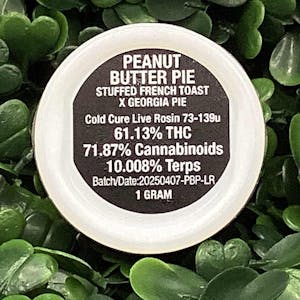 PEANUT
BUTTER PIE
STUFFED FRENCH TOAST
X GEORGIA PIE
Cold Cure Live Rosin 73-139u
61.13% THC
71.87% Cannabinoids
10.008% Terps
Batch/Date:20250407-PBP-LR
1 GRAM